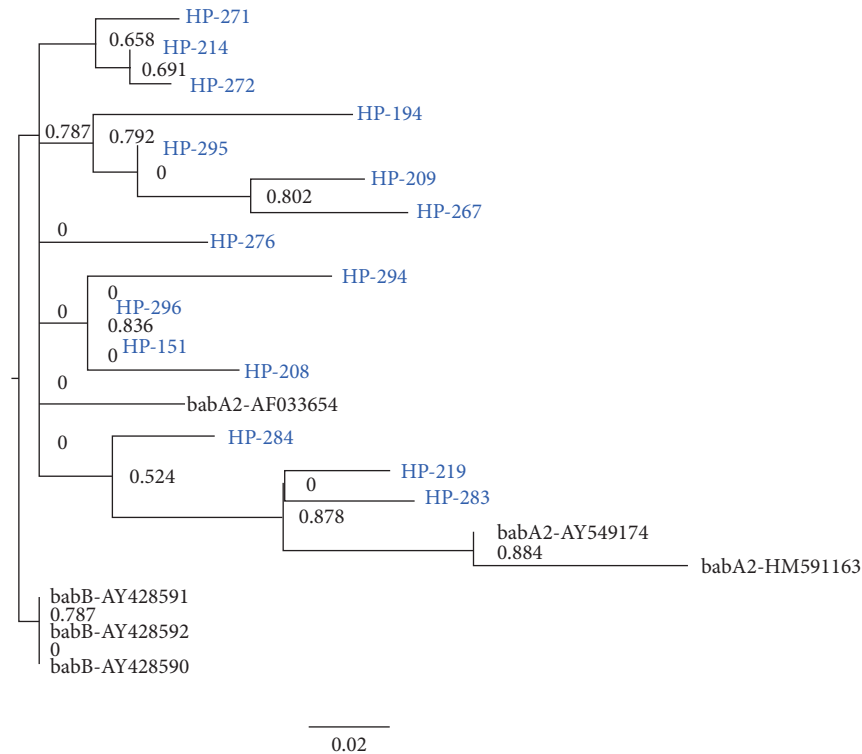 HP-271
0.658
HP-214
0.691
HP-272
HP-194
0.787
0.792
HP-295
0
HP-209
0.802
HP-267
0
HP-276
HP-294
0
0
HP-296
0.836
0
HP-151
HP-208
0
babA2-AF033654
HP-284
0
0.524
HP-219
0
HP-283
0.878
babA2-AY549174
0.884
babA2-HM591163
babB-AY428591
0.787
babB-AY428592
0
babB-AY428590
0.02